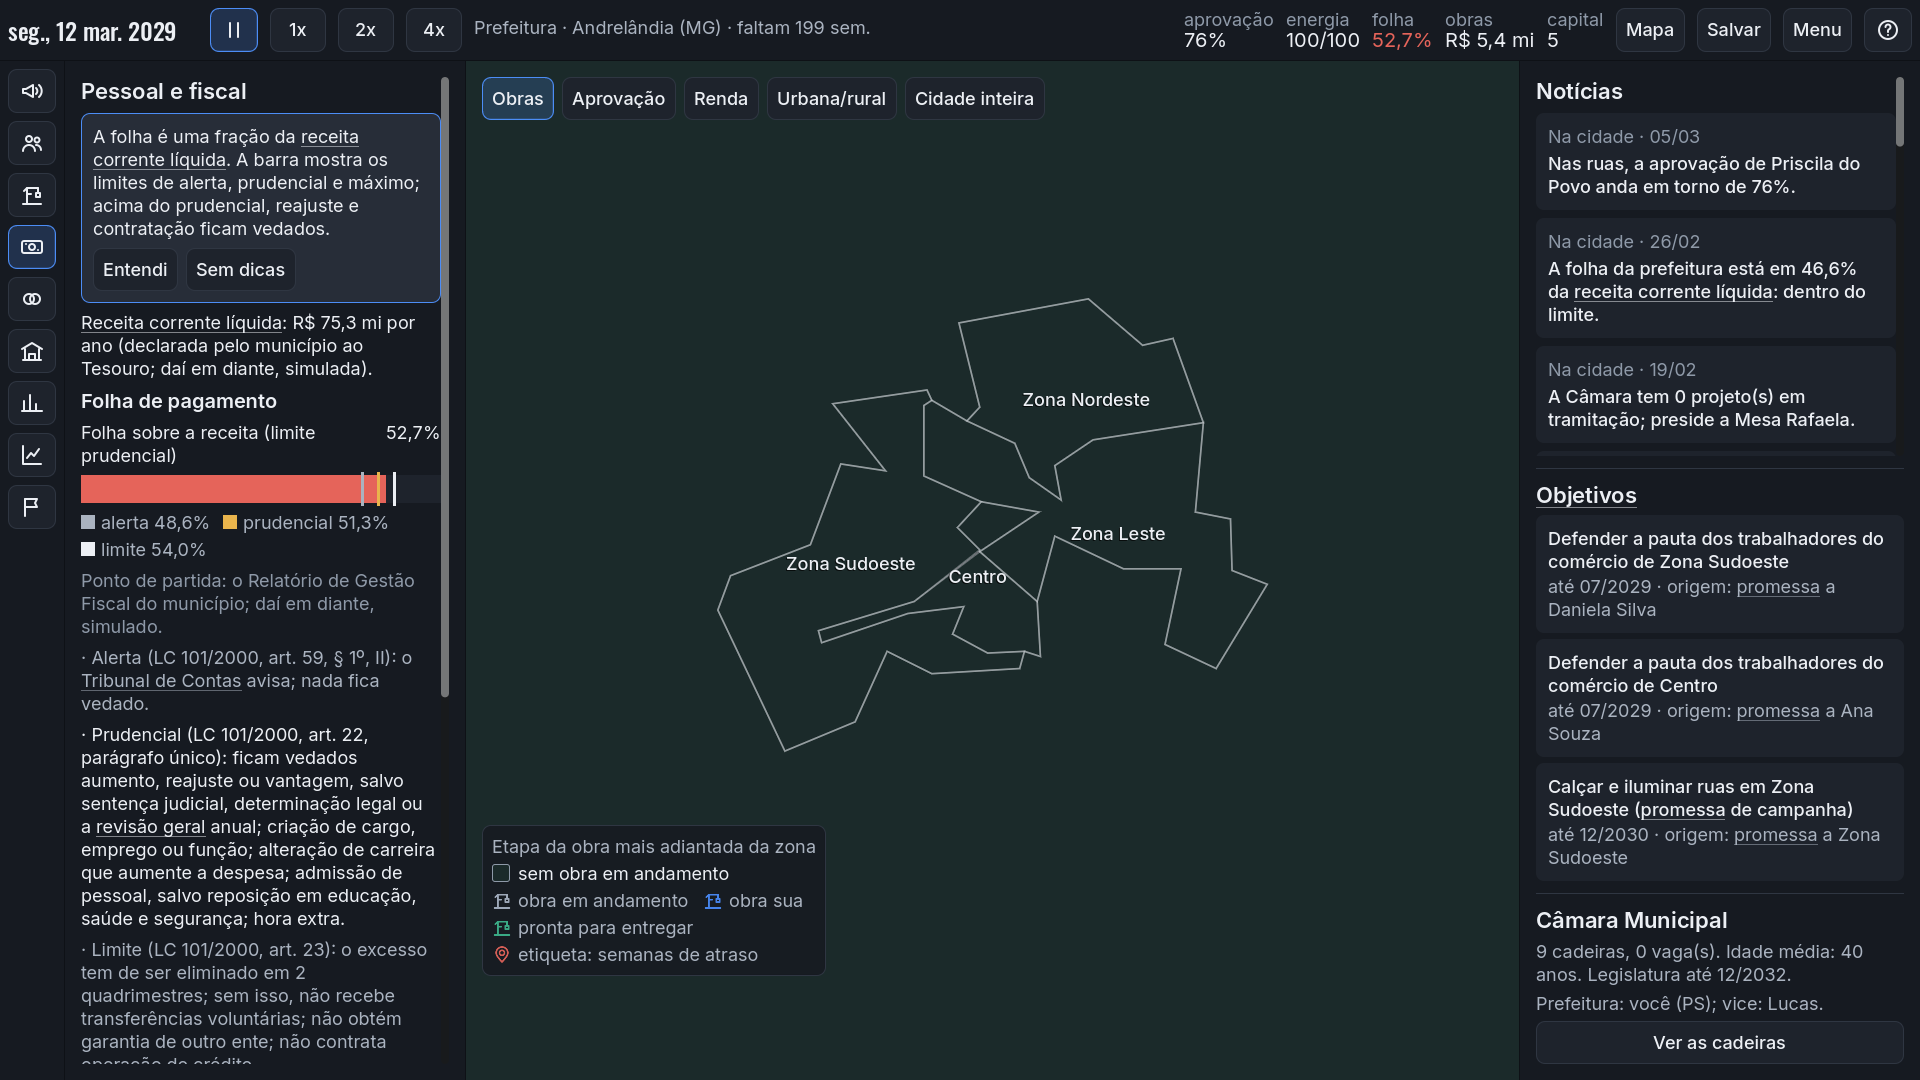 seg., 12 mar. 2029
1x
2x
4x
Prefeitura · Andrelândia (MG) · faltam 199 sem.
aprovação
76%
energia
100/100
folha
52,7%
obras
R$ 5,4 mi
capital
5
Mapa
Salvar
Menu
Pessoal e fiscal
A folha é uma fração da receita
corrente líquida. A barra mostra os
limites de alerta, prudencial e máximo;
acima do prudencial, reajuste e
contratação ficam vedados.
Entendi
Sem dicas
Receita corrente líquida: R$ 75,3 mi por
ano (declarada pelo município ao
Tesouro; daí em diante, simulada).
Folha de pagamento
Folha sobre a receita (limite
prudencial)
52,7%
alerta 48,6%
prudencial 51,3%
limite 54,0%
Ponto de partida: o Relatório de Gestão
Fiscal do município; daí em diante,
simulado.
· Alerta (LC 101/2000, art. 59, § 1º, II): o
Tribunal de Contas avisa; nada fica
vedado.
· Prudencial (LC 101/2000, art. 22,
parágrafo único): ficam vedados
aumento, reajuste ou vantagem, salvo
sentença judicial, determinação legal ou
a revisão geral anual; criação de cargo,
emprego ou função; alteração de carreira
que aumente a despesa; admissão de
pessoal, salvo reposição em educação,
saúde e segurança; hora extra.
· Limite (LC 101/2000, art. 23): o excesso
tem de ser eliminado em 2
quadrimestres; sem isso, não recebe
transferências voluntárias; não obtém
garantia de outro ente; não contrata
operação de crédito
Obras
Aprovação
Renda
Urbana/rural
Cidade inteira
Zona Nordeste
Zona Leste
Zona Sudoeste
Centro
Etapa da obra mais adiantada da zona
sem obra em andamento
obra em andamento
obra sua
pronta para entregar
etiqueta: semanas de atraso
Notícias
Na cidade · 05/03
Nas ruas, a aprovação de Priscila do
Povo anda em torno de 76%.
Na cidade · 26/02
A folha da prefeitura está em 46,6%
da receita corrente líquida: dentro do
limite.
Na cidade · 19/02
A Câmara tem 0 projeto(s) em
tramitação; preside a Mesa Rafaela.
Objetivos
Defender a pauta dos trabalhadores do
comércio de Zona Sudoeste
até 07/2029 · origem: promessa a
Daniela Silva
Defender a pauta dos trabalhadores do
comércio de Centro
até 07/2029 · origem: promessa a Ana
Souza
Calçar e iluminar ruas em Zona
Sudoeste (promessa de campanha)
até 12/2030 · origem: promessa a Zona
Sudoeste
Câmara Municipal
9 cadeiras, 0 vaga(s). Idade média: 40
anos. Legislatura até 12/2032.
Prefeitura: você (PS); vice: Lucas.
Ver as cadeiras